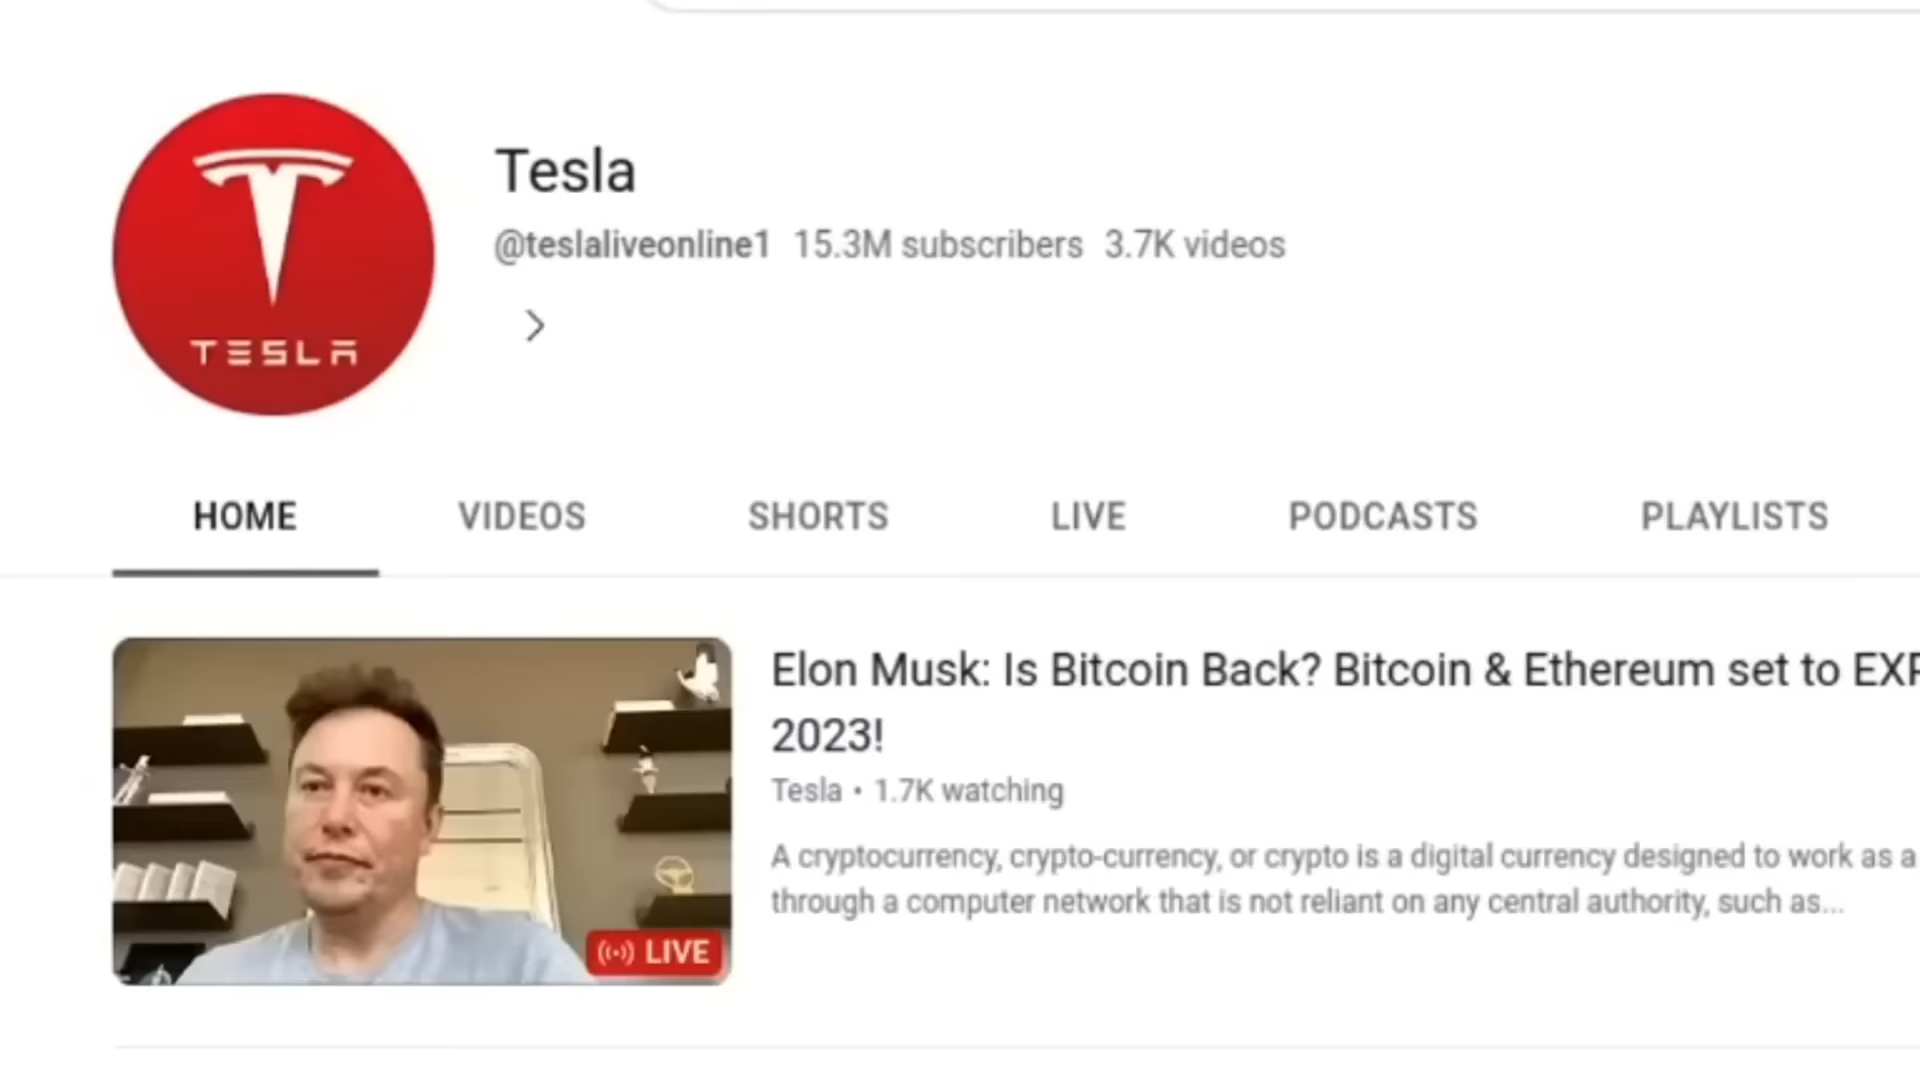 TESLA
Tesla
@teslaliveonline1 15.3M subscribers 3.7K videos
HOME VIDEOS SHORTS LIVE PODCASTS PLAYLISTS
Elon Musk: Is Bitcoin Back? Bitcoin & Ethereum set to EXP
2023!
Tesla • 1.7K watching
A cryptocurrency, crypto-currency, or crypto is a digital currency designed to work as a
through a computer network that is not reliant on any central authority, such as...
LIVE